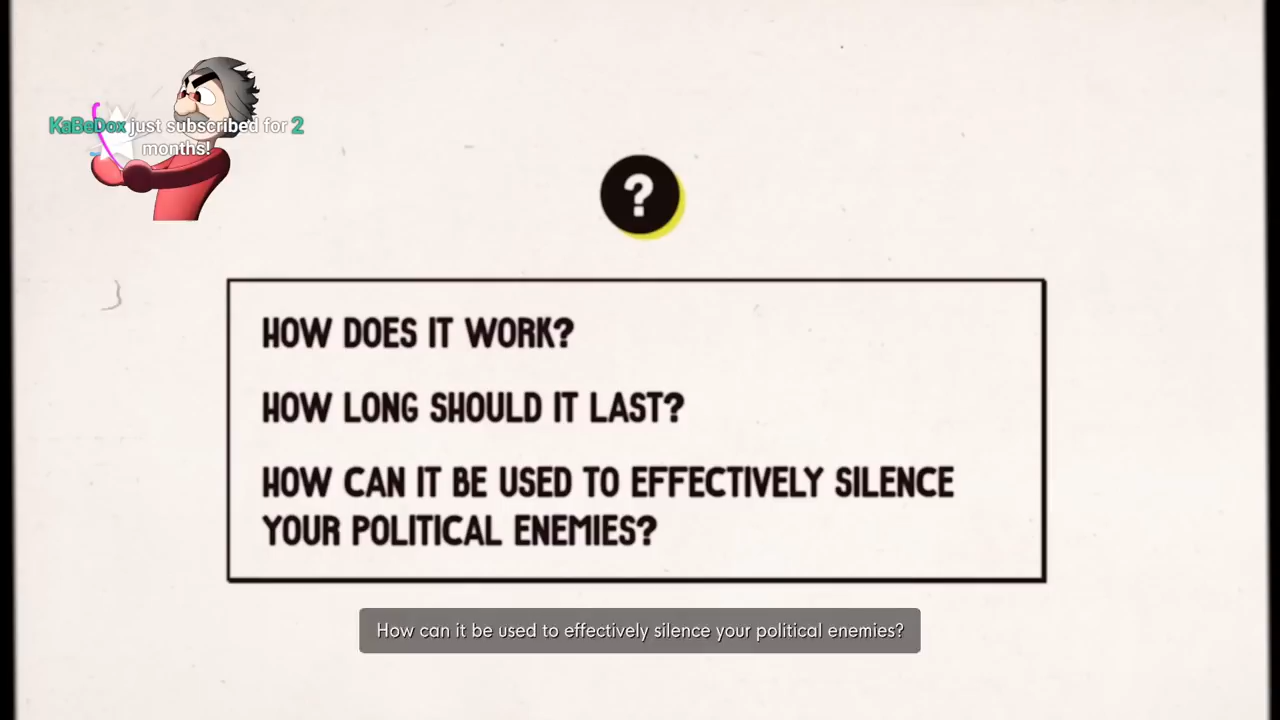 KaBeDox just subscribed for 2
months!
?
HOW DOES IT WORK?
HOW LONG SHOULD IT LAST?
HOW CAN IT BE USED TO EFFECTIVELY SILENCE
YOUR POLITICAL ENEMIES?
How can it be used to effectively silence your political enemies?